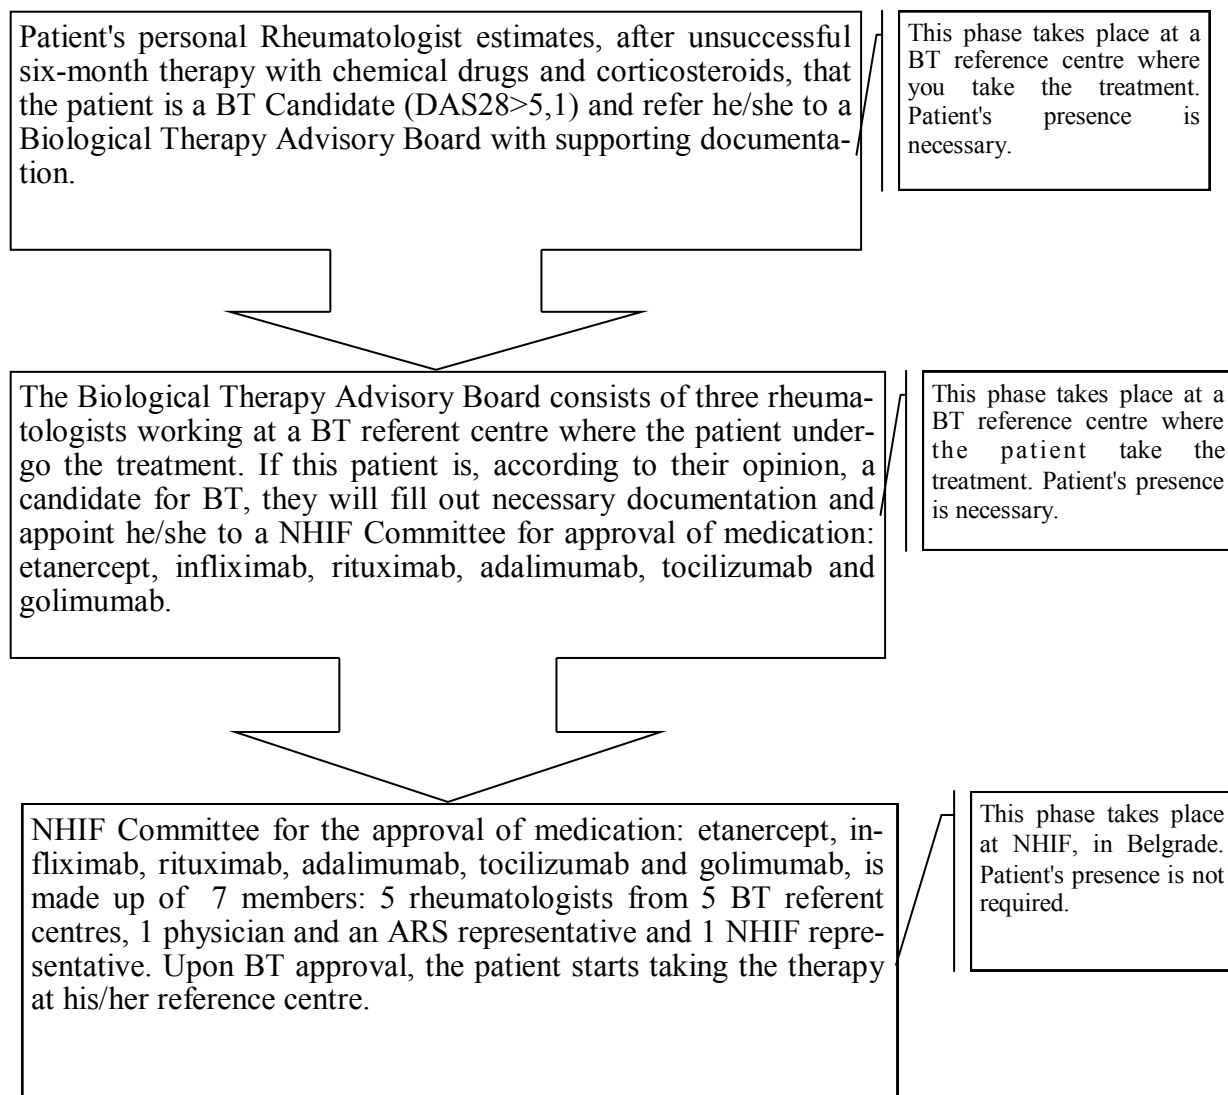 Patient's personal Rheumatologist estimates, after unsuccessful
six-month therapy with chemical drugs and corticosteroids, that
the patient is a BT Candidate (DAS28>5,1) and refer he/she to a
Biological Therapy Advisory Board with supporting documenta-
tion.
This phase takes place at a
BT reference centre where
you take the treatment.
Patient's presence is
necessary.
The Biological Therapy Advisory Board consists of three rheuma-
tologists working at a BT referent centre where the patient under-
go the treatment. If this patient is, according to their opinion, a
candidate for BT, they will fill out necessary documentation and
appoint he/she to a NHIF Committee for approval of medication:
etanercept, infliximab, rituximab, adalimumab, tocilizumab and
golimumab.
This phase takes place at a
BT reference centre where
the patient take the
treatment. Patient's presence
is necessary.
NHIF Committee for the approval of medication: etanercept, in-
fliximab, rituximab, adalimumab, tocilizumab and golimumab, is
made up of 7 members: 5 rheumatologists from 5 BT referent
centres, 1 physician and an ARS representative and 1 NHIF repre-
sentative. Upon BT approval, the patient starts taking the therapy
at his/her reference centre.
This phase takes place
at NHIF, in Belgrade.
Patient's presence is not
required.